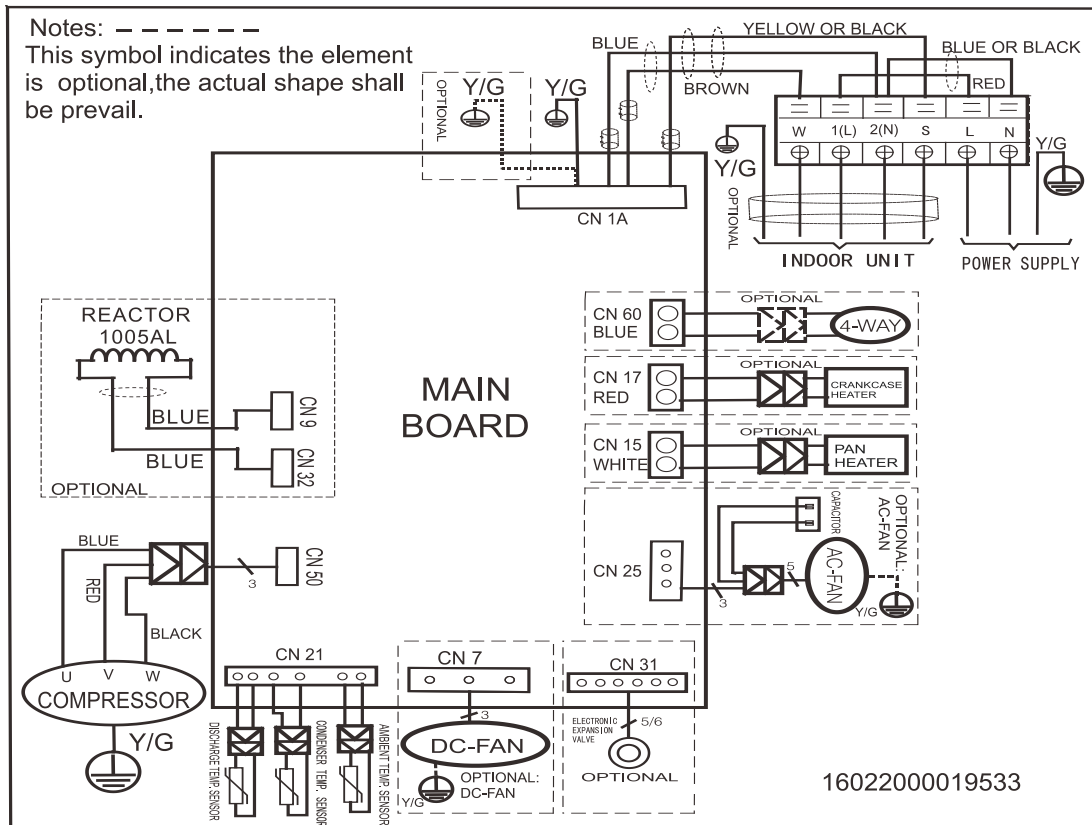 Notes:
This symbol indicates the element
is optional,the actual shape shall
be prevail.
OPTIONAL
Y/G
Y/G
BLUE
YELLOW OR BLACK
BROWN
BLUE OR BLACK
RED
W 1(L) 2(N) S L N
Y/G
Y/G
OPTIONAL
INDOOR UNIT
POWER SUPPLY
CN 1A
REACTOR
1005AL
BLUE
BLUE
CN 9
CN 32
OPTIONAL
MAIN
BOARD
CN 60
BLUE
OPTIONAL
4-WAY
CN 17
RED
OPTIONAL
CRANKCASE
HEATER
CN 15
WHITE
OPTIONAL
PAN
HEATER
CN 25
3
CAPACITOR
5
AC-FAN
OPTIONAL:
AC-FAN
Y/G
BLUE
RED
BLACK
3
CN 50
U V W
COMPRESSOR
Y/G
CN 21
DISCHARGE TEMP. SENSOR
CONDENSER TEMP. SENSOR
AMBIENT TEMP. SENSOR
CN 7
3
DC-FAN
Y/G
OPTIONAL:
DC-FAN
CN 31
ELECTRONIC
EXPANSION
VALVE
5/6
OPTIONAL
16022000019533